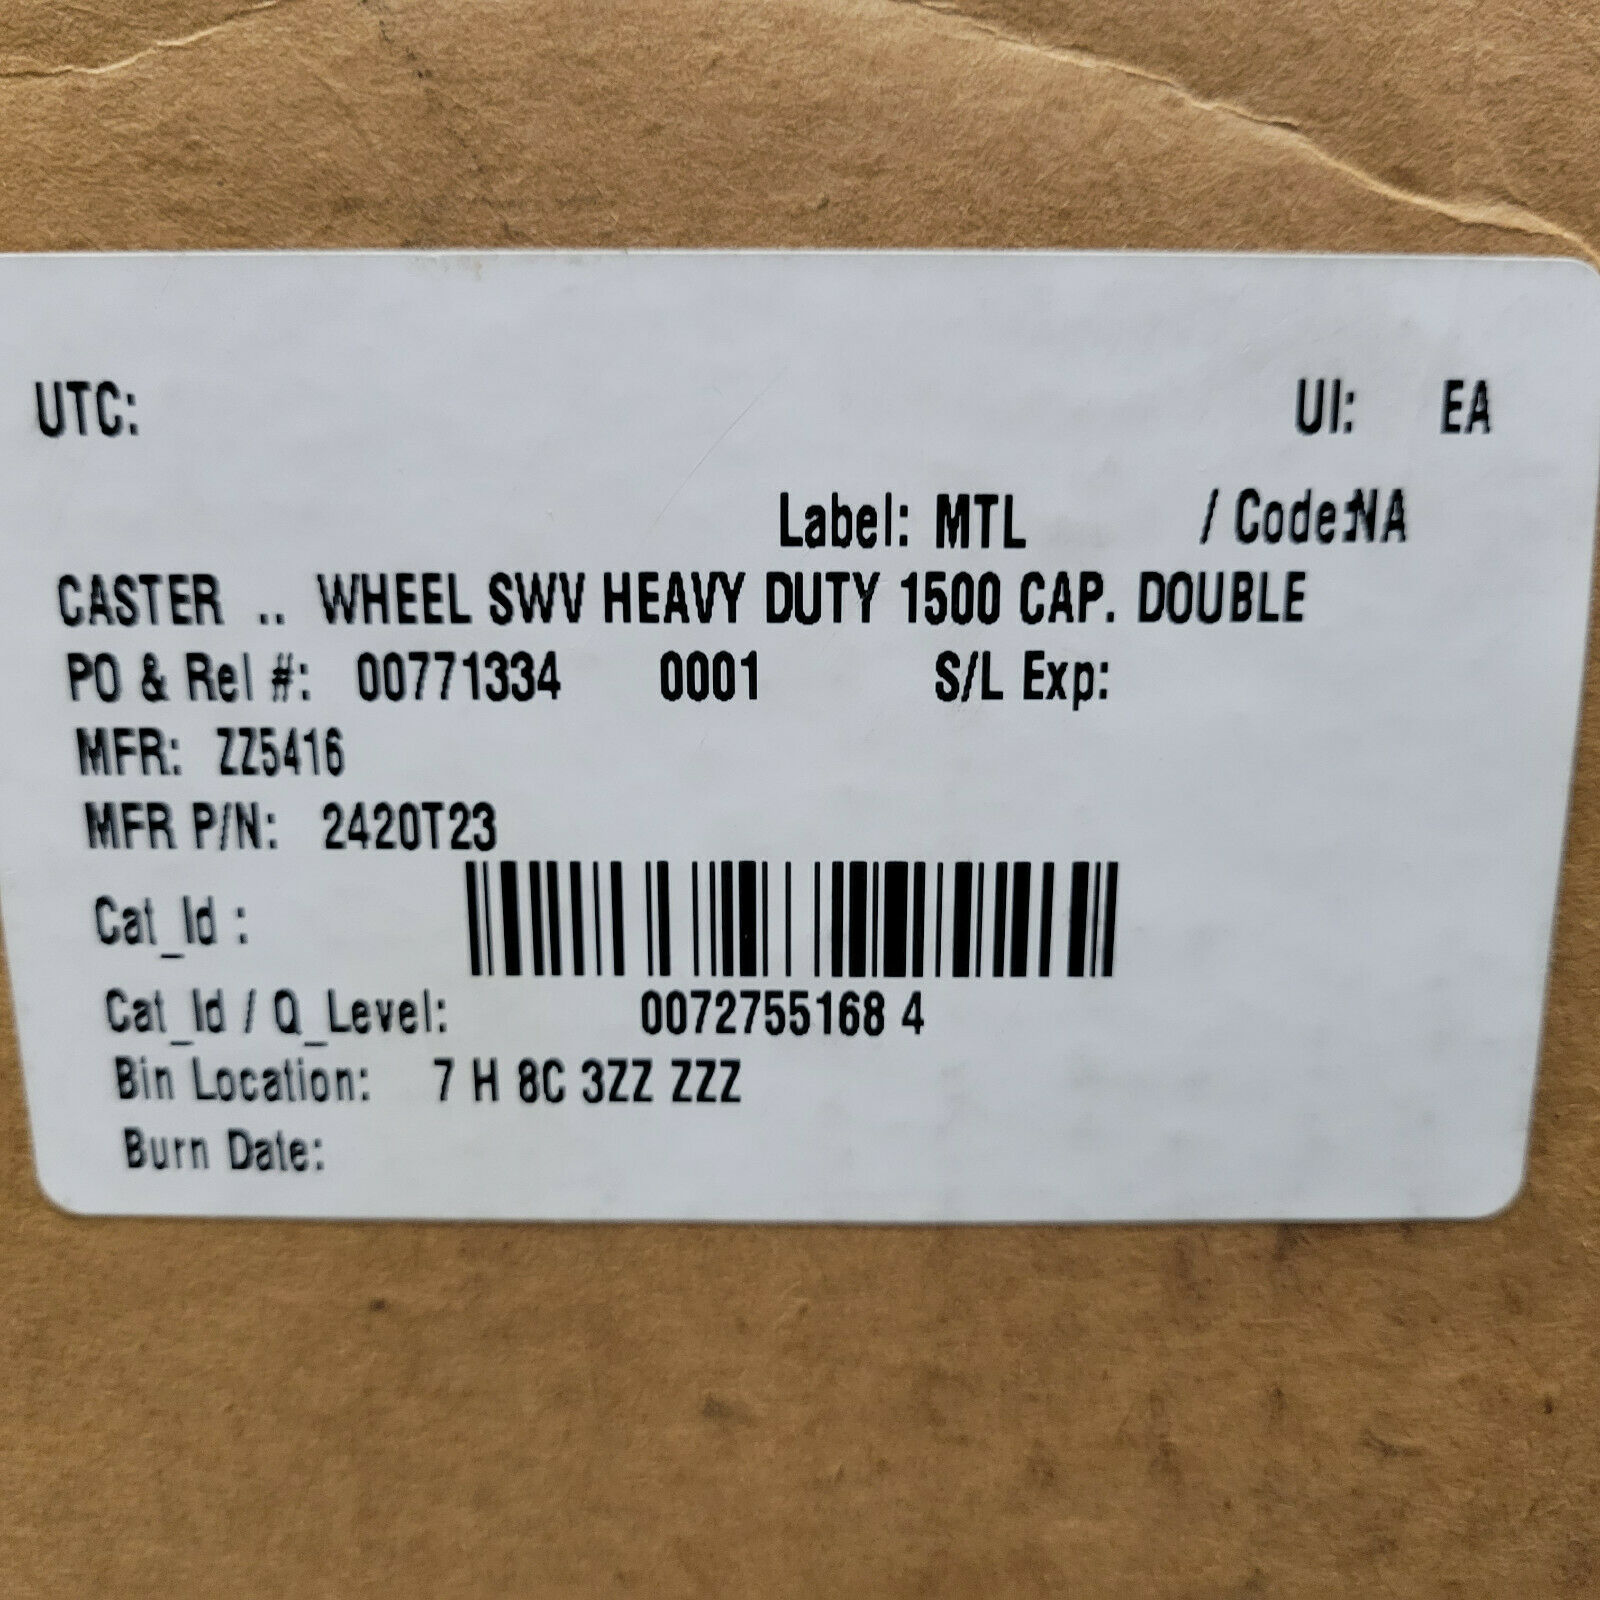 UTC: UI: EA
Label: MTL / Code:NA
CASTER .. WHEEL SWV HEAVY DUTY 1500 CAP. DOUBLE
PO & Rel #: 00771334 0001 S/L Exp:
MFR: ZZ5416
MFR P/N: 2420T23
Cat_Id :
Cat_Id / Q_Level: 0072755168 4
Bin Location: 7 H 8C 3ZZ ZZZ
Burn Date: